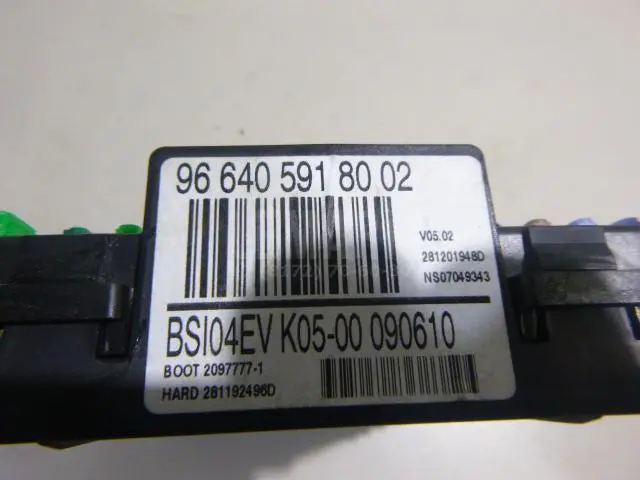 96 640 591 80 02
V05.02
281201948D
NS07049343
BSI04EV K05-00 090610
BOOT 2097777-1
HARD 281192496D